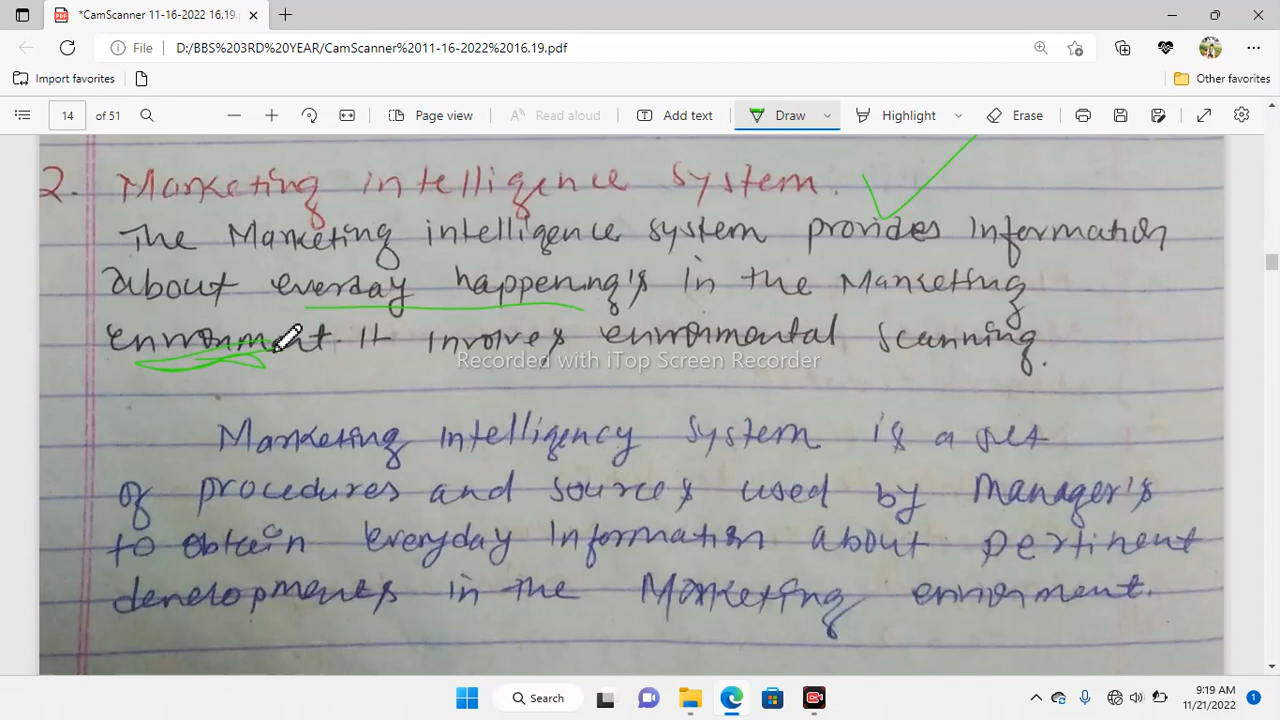 *CamScanner 11-16-2022 16.19.p
File D:/BBS%203RD%20YEAR/CamScanner%2011-16-2022%2016.19.pdf
Import favorites
Other favorites
14 of 51
Page view
Read aloud
Add text
Draw
Highlight
Erase
2. Marketing intelligence system.
The Marketing intelligence system provides Information
about everday happening's in the Marketing
envronment. It involves environmental scanning.
Recorded with iTop Screen Recorder
Marketing intelligency system is a set
of procedures and sources used by Manager's
to obtain everyday Information about pertinent
developments in the Marketing environment.
Search
9:19 AM
11/21/2022
1